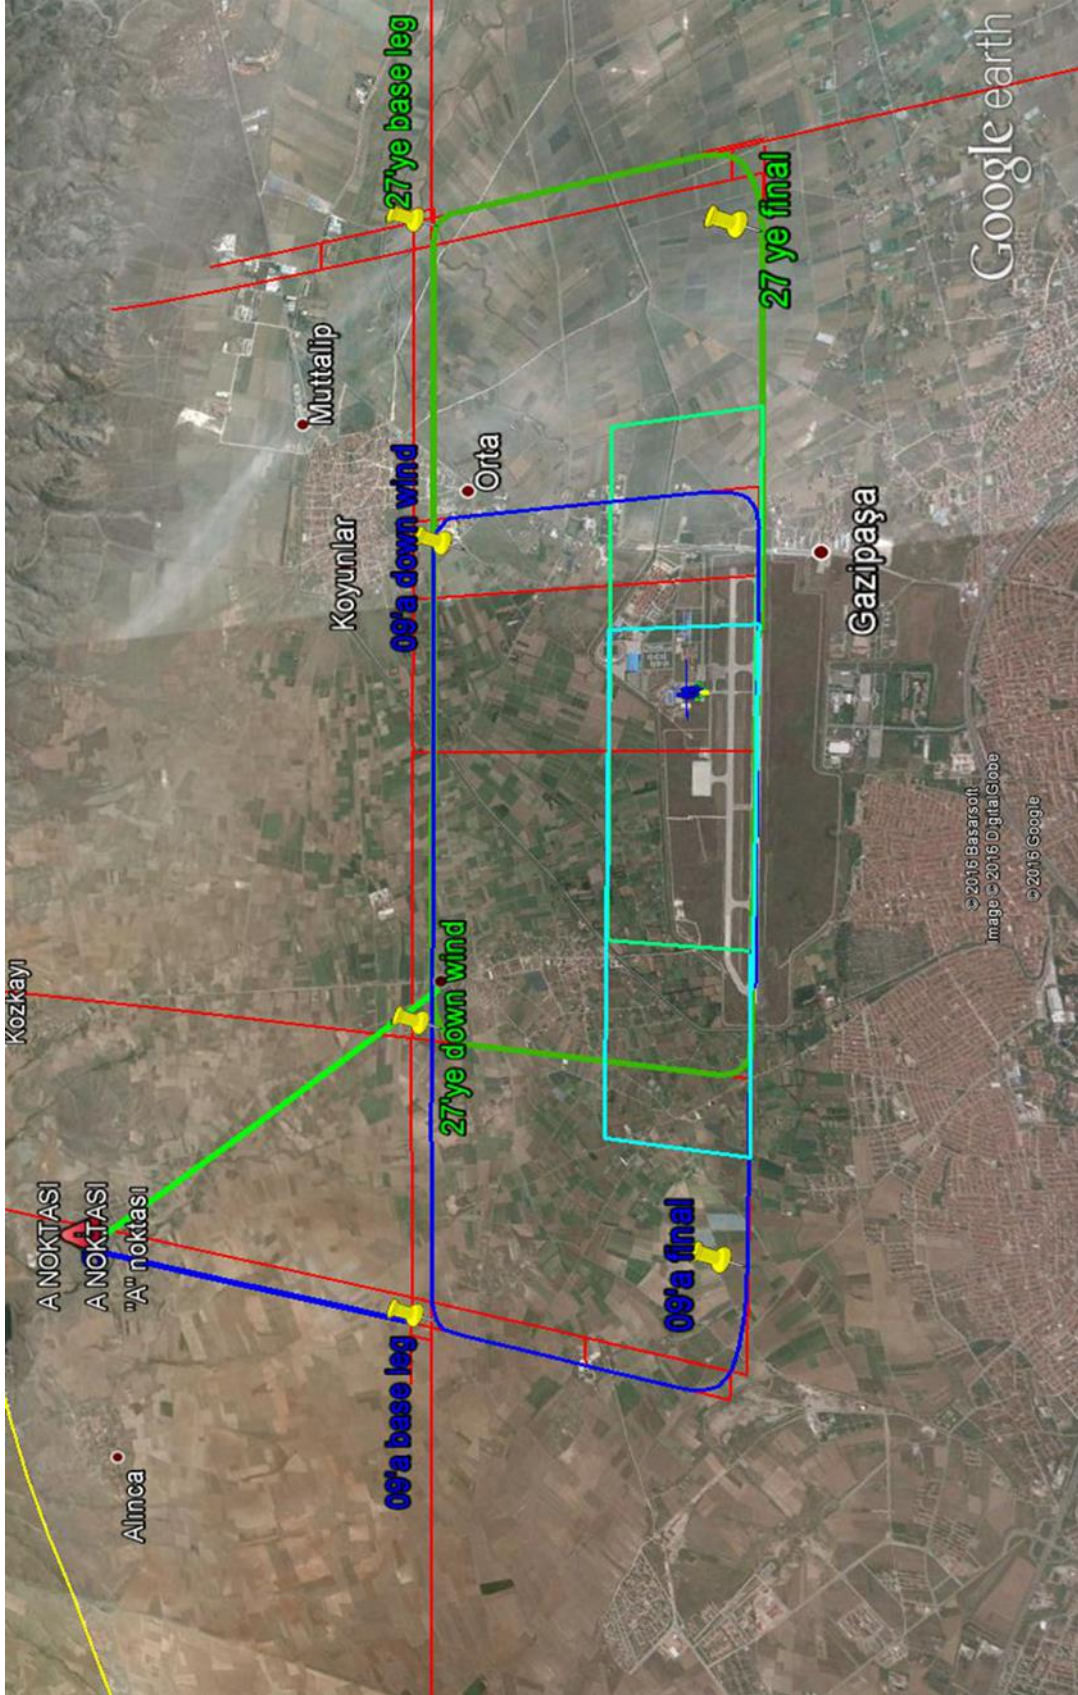 Kozkayı
A NOKTASI
A NOKTASI
"A" noktası
Alınca
09'a base leg
27'ye down wind
09'a down wind
27'ye base leg
Koyunlar
Muttalip
Orta
09'a final
27 ye final
Gazipaşa
© 2016 Basarsoft
Image © 2016 DigitalGlobe
© 2016 Google
Google earth